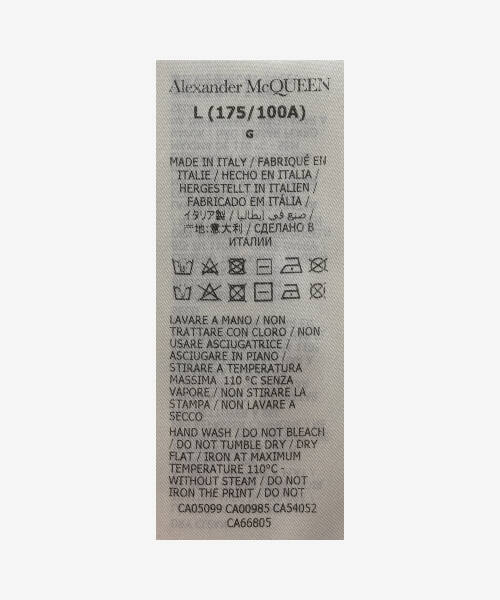 Alexander McQUEEN
L (175/100A)
G
MADE IN ITALY / FABRIQUÉ EN
ITALIE / HECHO EN ITALIA /
HERGESTELLT IN ITALIEN /
FABRICADO EM ITÁLIA /
イタリア製 / صنع في إيطاليا /
产地:意大利 / СДЕЛАНО В
ИТАЛИИ
LAVARE A MANO / NON
TRATTARE CON CLORO / NON
USARE ASCIUGATRICE /
ASCIUGARE IN PIANO /
STIRARE A TEMPERATURA
MASSIMA 110 °C SENZA
VAPORE / NON STIRARE LA
STAMPA / NON LAVARE A
SECCO
HAND WASH / DO NOT BLEACH
/ DO NOT TUMBLE DRY / DRY
FLAT / IRON AT MAXIMUM
TEMPERATURE 110°C -
WITHOUT STEAM / DO NOT
IRON THE PRINT / DO NOT
CA05099 CA00985 CA54052
CA66805